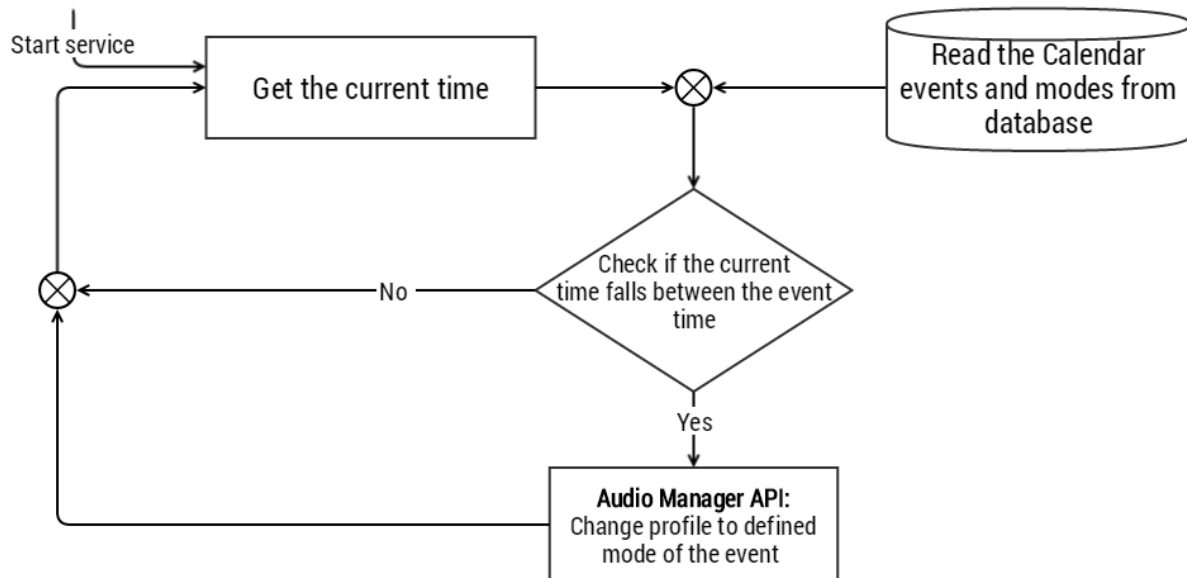 Start service
Get the current time
Read the Calendar
events and modes from
database
Check if the current
time falls between the event
time
No
Yes
Audio Manager API:
Change profile to defined
mode of the event